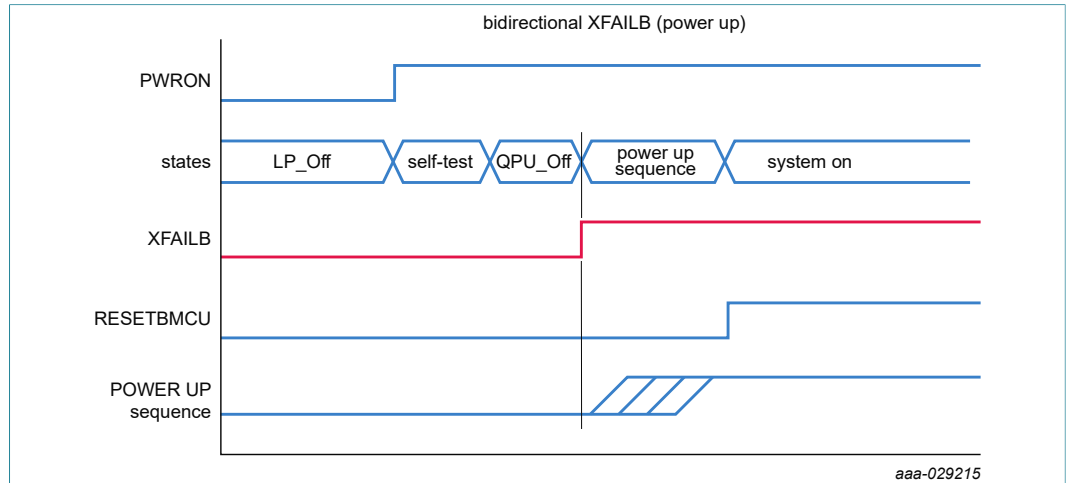 bidirectional XFAILB (power up)
PWRON
states
LP_Off
self-test
QPU_Off
power up
sequence
system on
XFAILB
RESETBMCU
POWER UP
sequence
aaa-029215